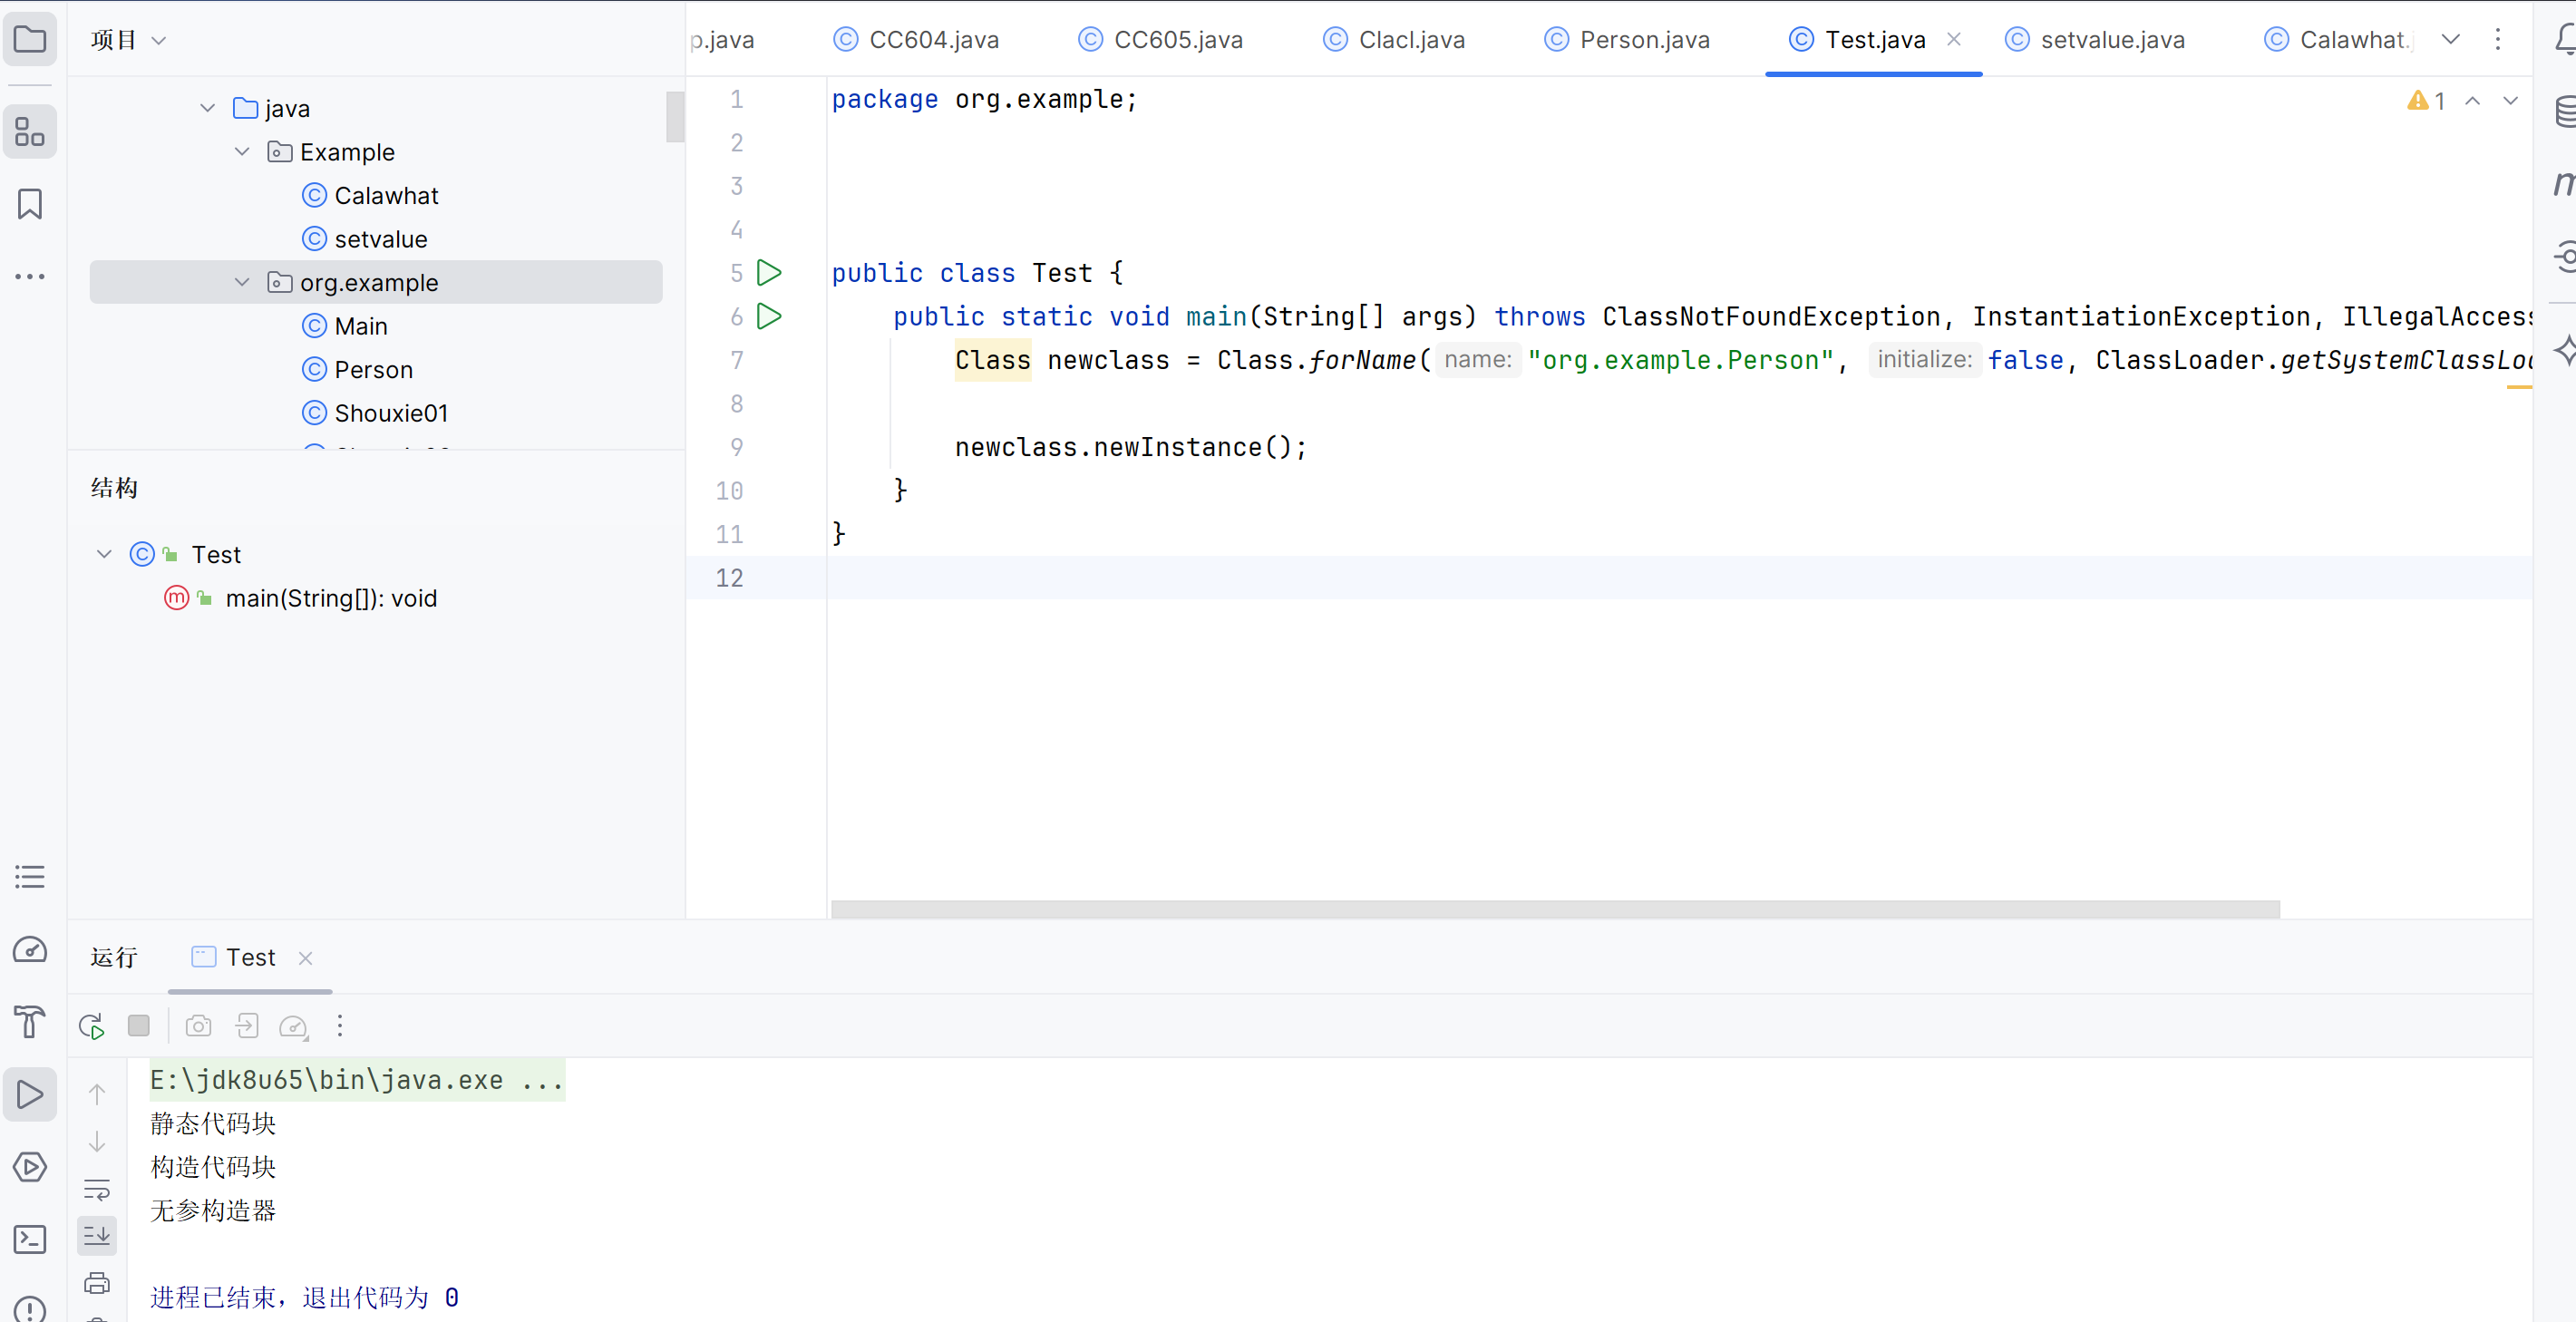 项目
java
Example
Calawhat
setvalue
org.example
Main
Person
Shouxie01
结构
Test
main(String[]): void
p.java
CC604.java
CC605.java
Clacl.java
Person.java
Test.java
setvalue.java
Calawhat.
1
1 package org.example;
2
3
4
5 public class Test {
6 public static void main(String[] args) throws ClassNotFoundException, InstantiationException, IllegalAccess
7 Class newclass = Class.forName( name: "org.example.Person", initialize: false, ClassLoader.getSystemClassLoa
8
9 newclass.newInstance();
10 }
11 }
12
运行
Test
E:\jdk8u65\bin\java.exe ...
静态代码块
构造代码块
无参构造器
进程已结束，退出代码为 0